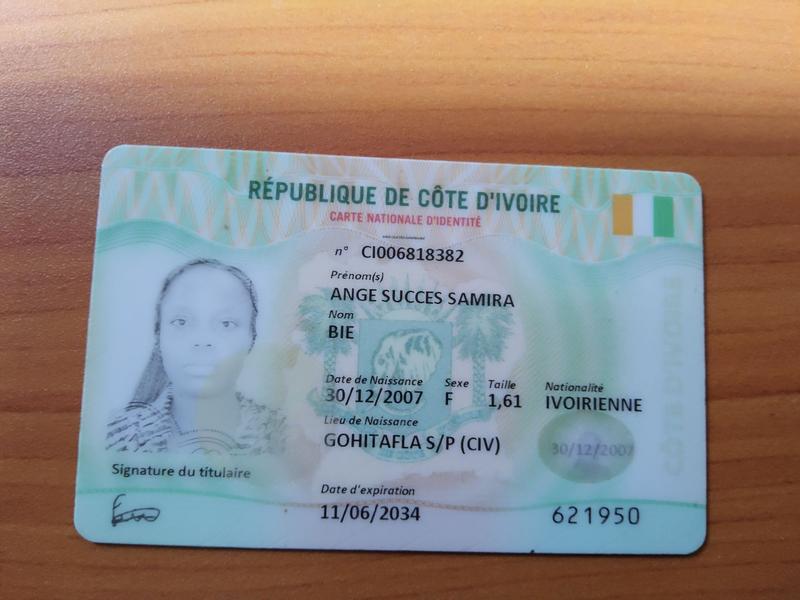 RÉPUBLIQUE DE CÔTE D'IVOIRE
CARTE NATIONALE D'IDENTITÉ
n° CI006818382
Prénom(s)
ANGE SUCCES SAMIRA
Nom
BIE
Date de Naissance Sexe Taille Nationalité
30/12/2007 F 1,61 IVOIRIENNE
Lieu de Naissance
GOHITAFLA S/P (CIV)
30/12/2007
Signature du titulaire
Date d'expiration
11/06/2034
621950